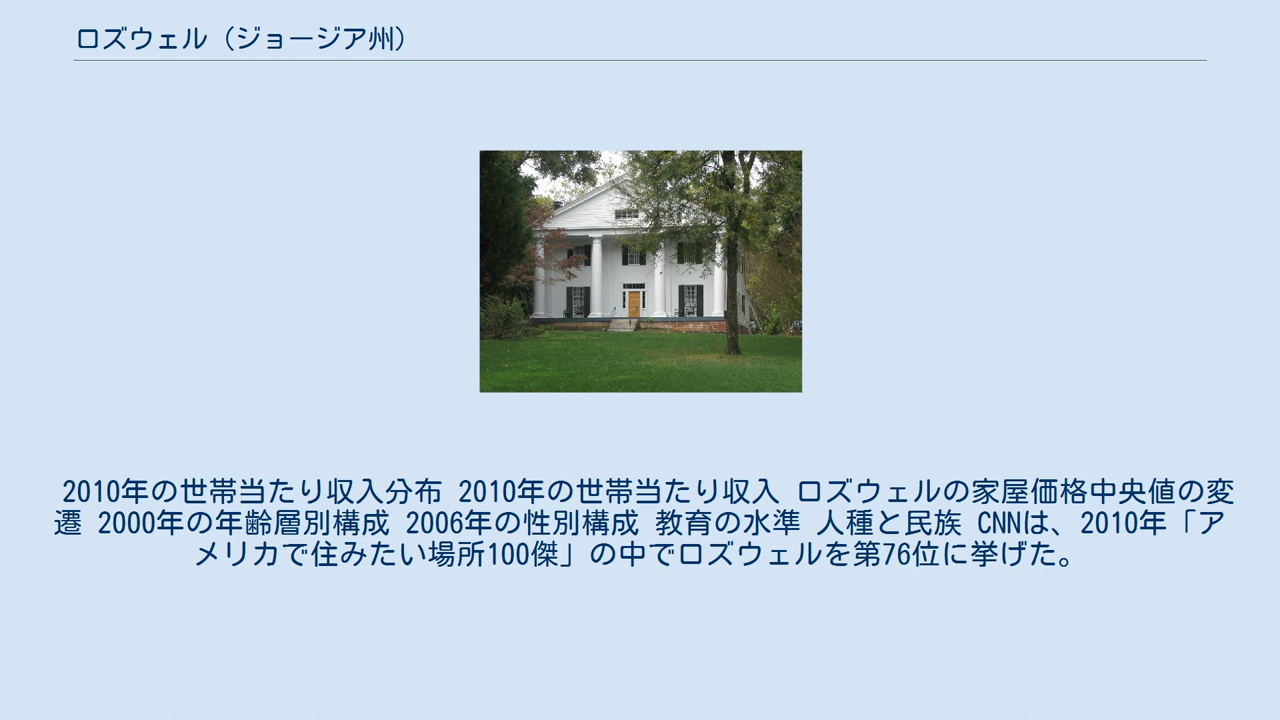 ロズウェル（ジョージア州）
2010年の世帯当たり収入分布 2010年の世帯当たり収入 ロズウェルの家屋価格中央値の変
遷 2000年の年齢層別構成 2006年の性別構成 教育の水準 人種と民族 CNNは、2010年「ア
メリカで住みたい場所100傑」の中でロズウェルを第76位に挙げた。